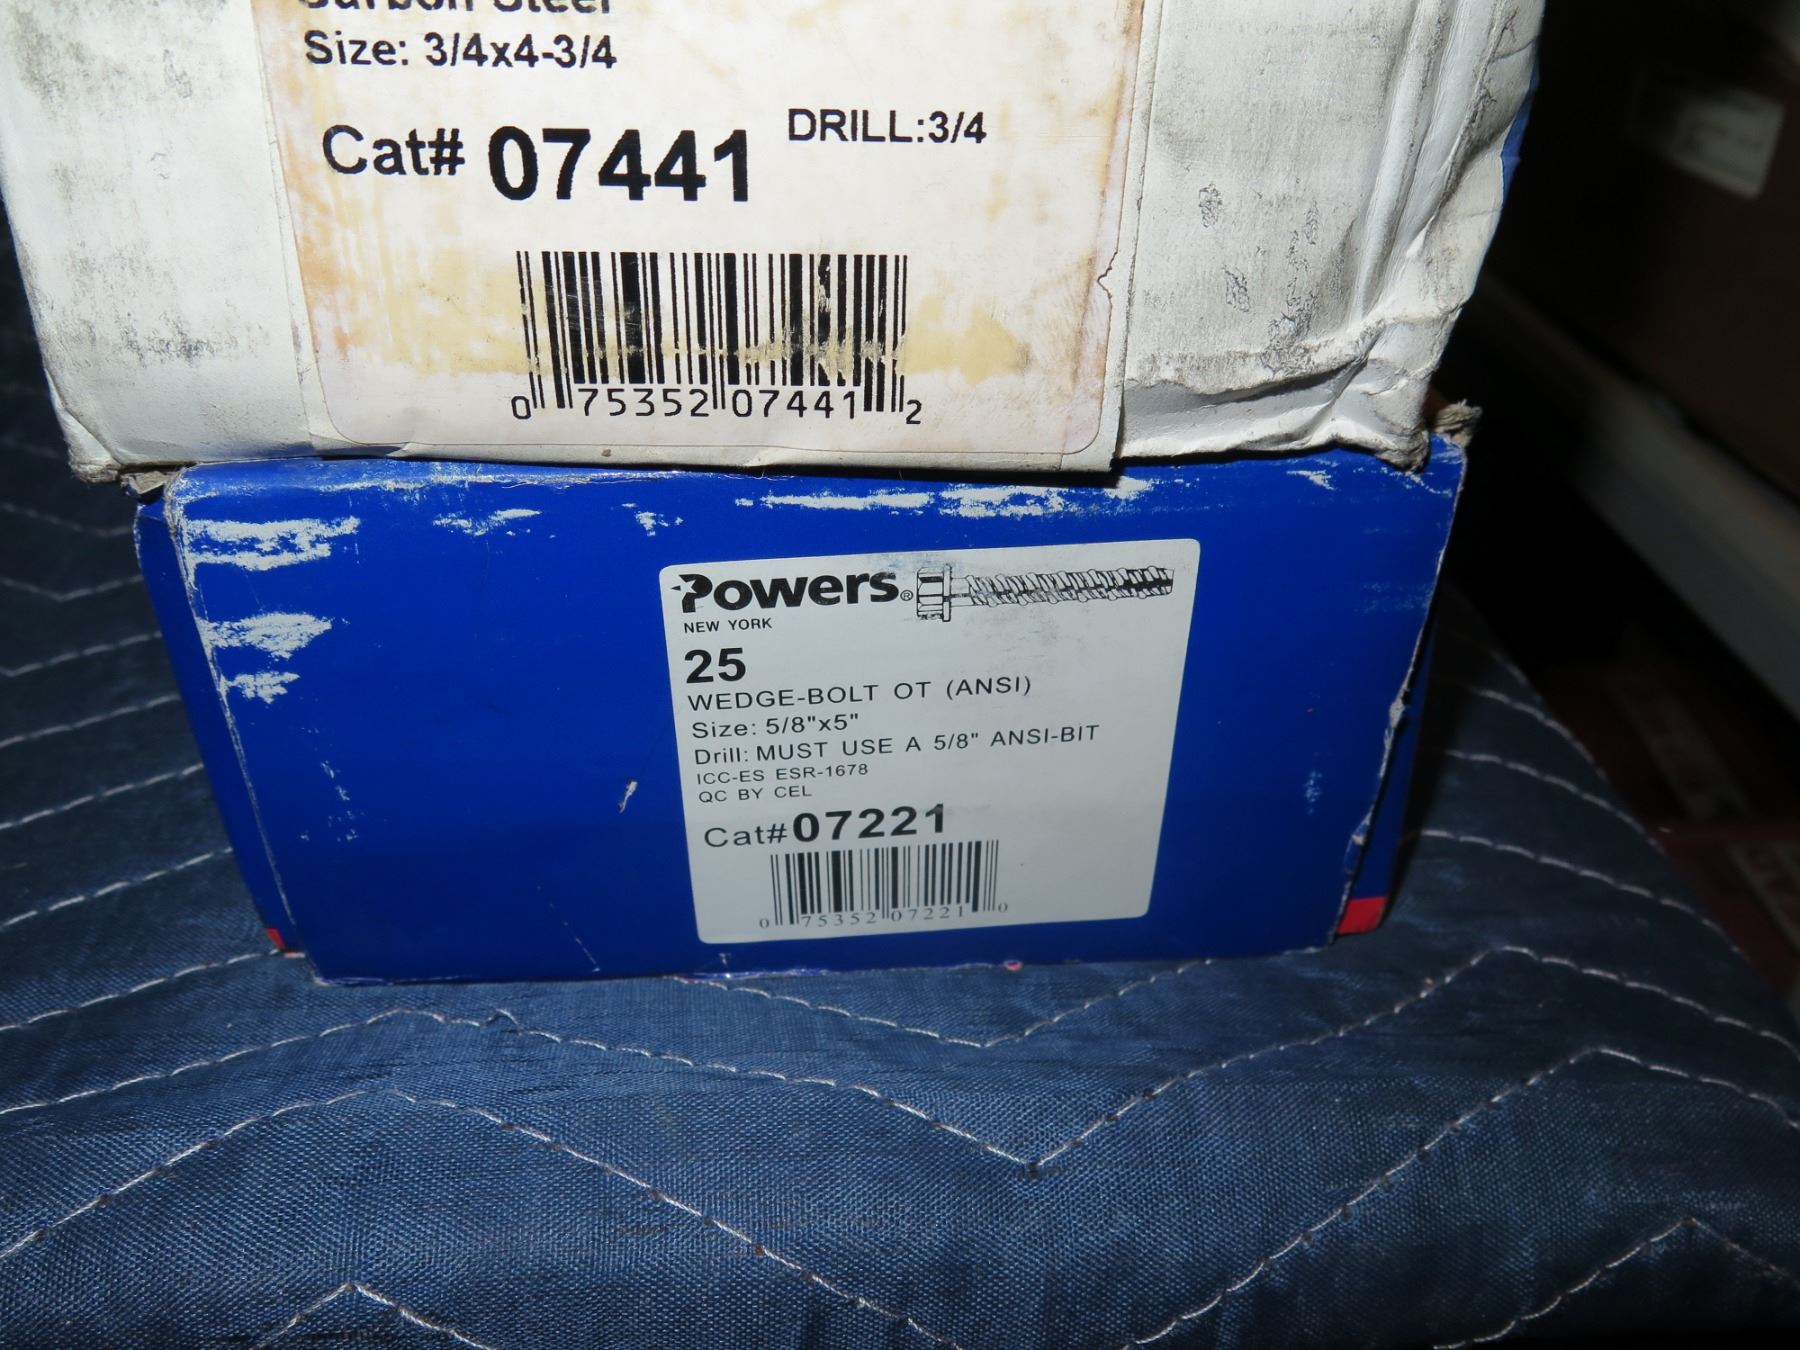 Carbon Steel
Size: 3/4x4-3/4
Cat# 07441 DRILL:3/4
0 75352 07441 2
Powers®
NEW YORK
25
WEDGE-BOLT OT (ANSI)
Size: 5/8"x5"
Drill: MUST USE A 5/8" ANSI-BIT
ICC-ES ESR-1678
QC BY CEL
Cat#07221
0 75352 07221 0